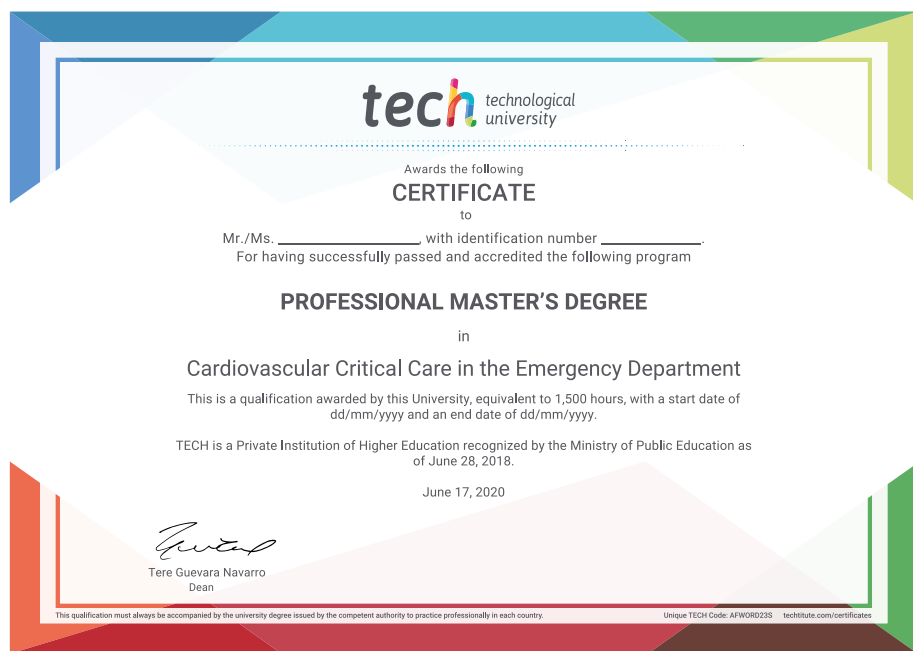 tech technological
university
Awards the following
CERTIFICATE
to
Mr./Ms. ________________, with identification number ____________.
For having successfully passed and accredited the following program
PROFESSIONAL MASTER'S DEGREE
in
Cardiovascular Critical Care in the Emergency Department
This is a qualification awarded by this University, equivalent to 1,500 hours, with a start date of
dd/mm/yyyy and an end date of dd/mm/yyyy.
TECH is a Private Institution of Higher Education recognized by the Ministry of Public Education as
of June 28, 2018.
June 17, 2020
Tere Guevara Navarro
Dean
This qualification must always be accompanied by the university degree issued by the competent authority to practice professionally in each country. Unique TECH Code: AFWORD23S techtitute.com/certificates